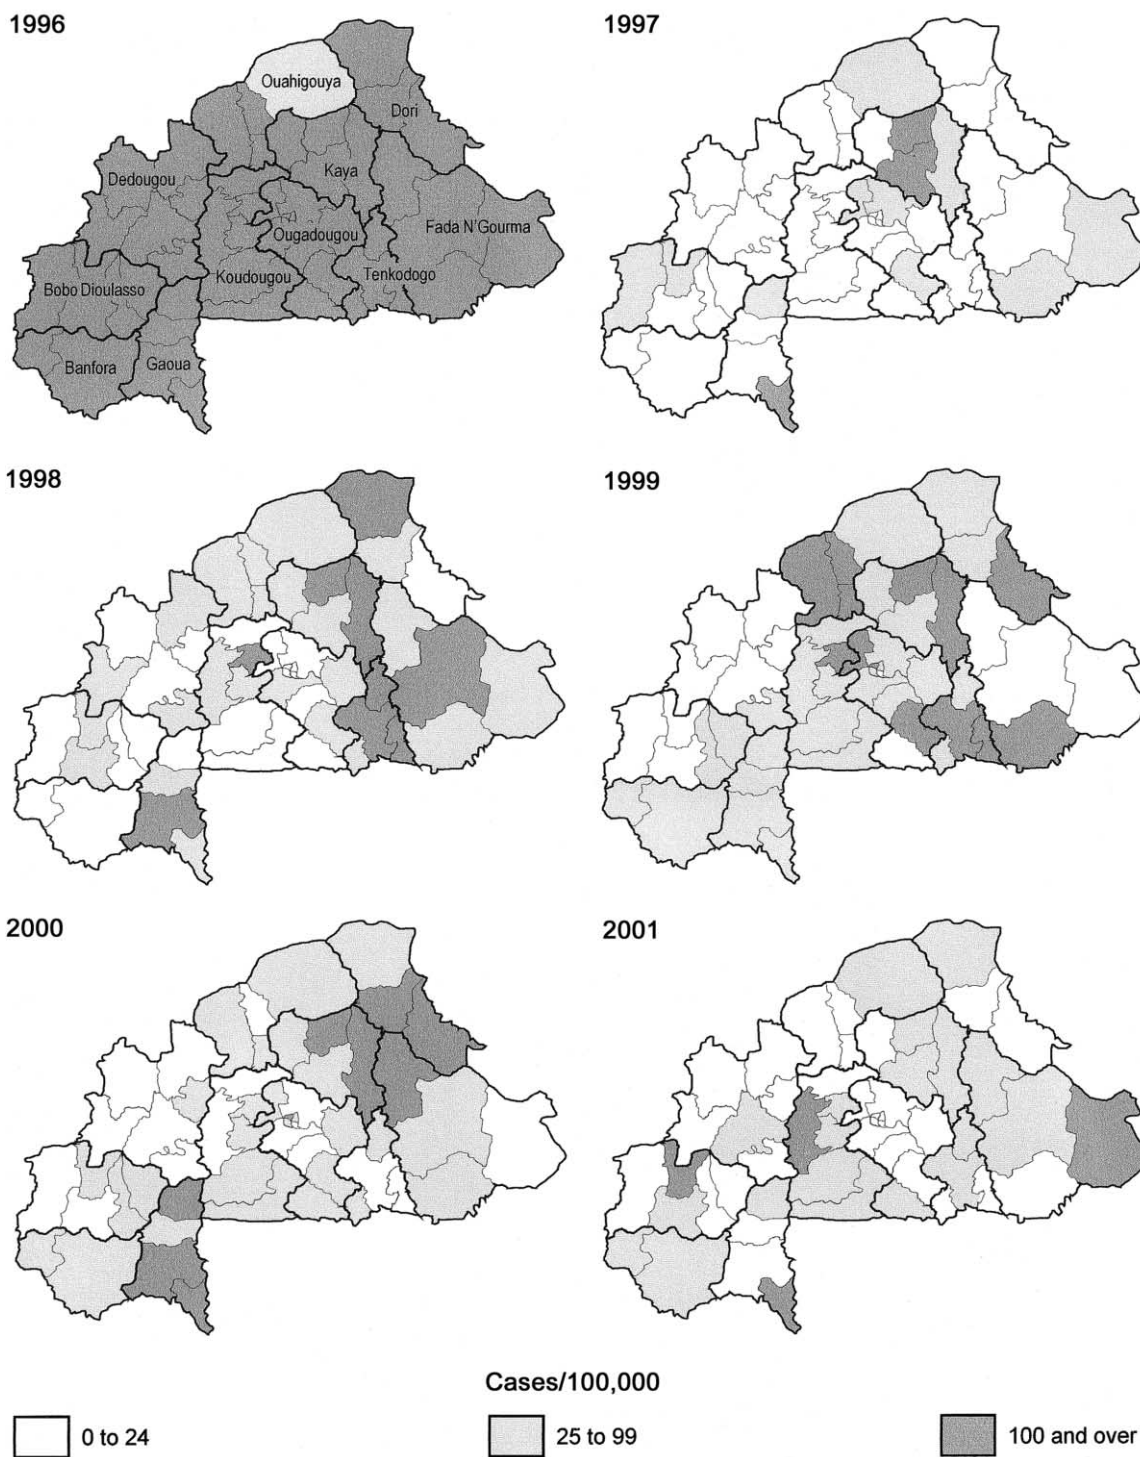 1996
1997
Ouahigouya
Dori
Dedougou
Kaya
Fada N'Gourma
Ougadougou
Koudougou
Tenkodogo
Bobo Dioulasso
Banfora
Gaoua
1998
1999
2000
2001
Cases/100,000
0 to 24
25 to 99
100 and over